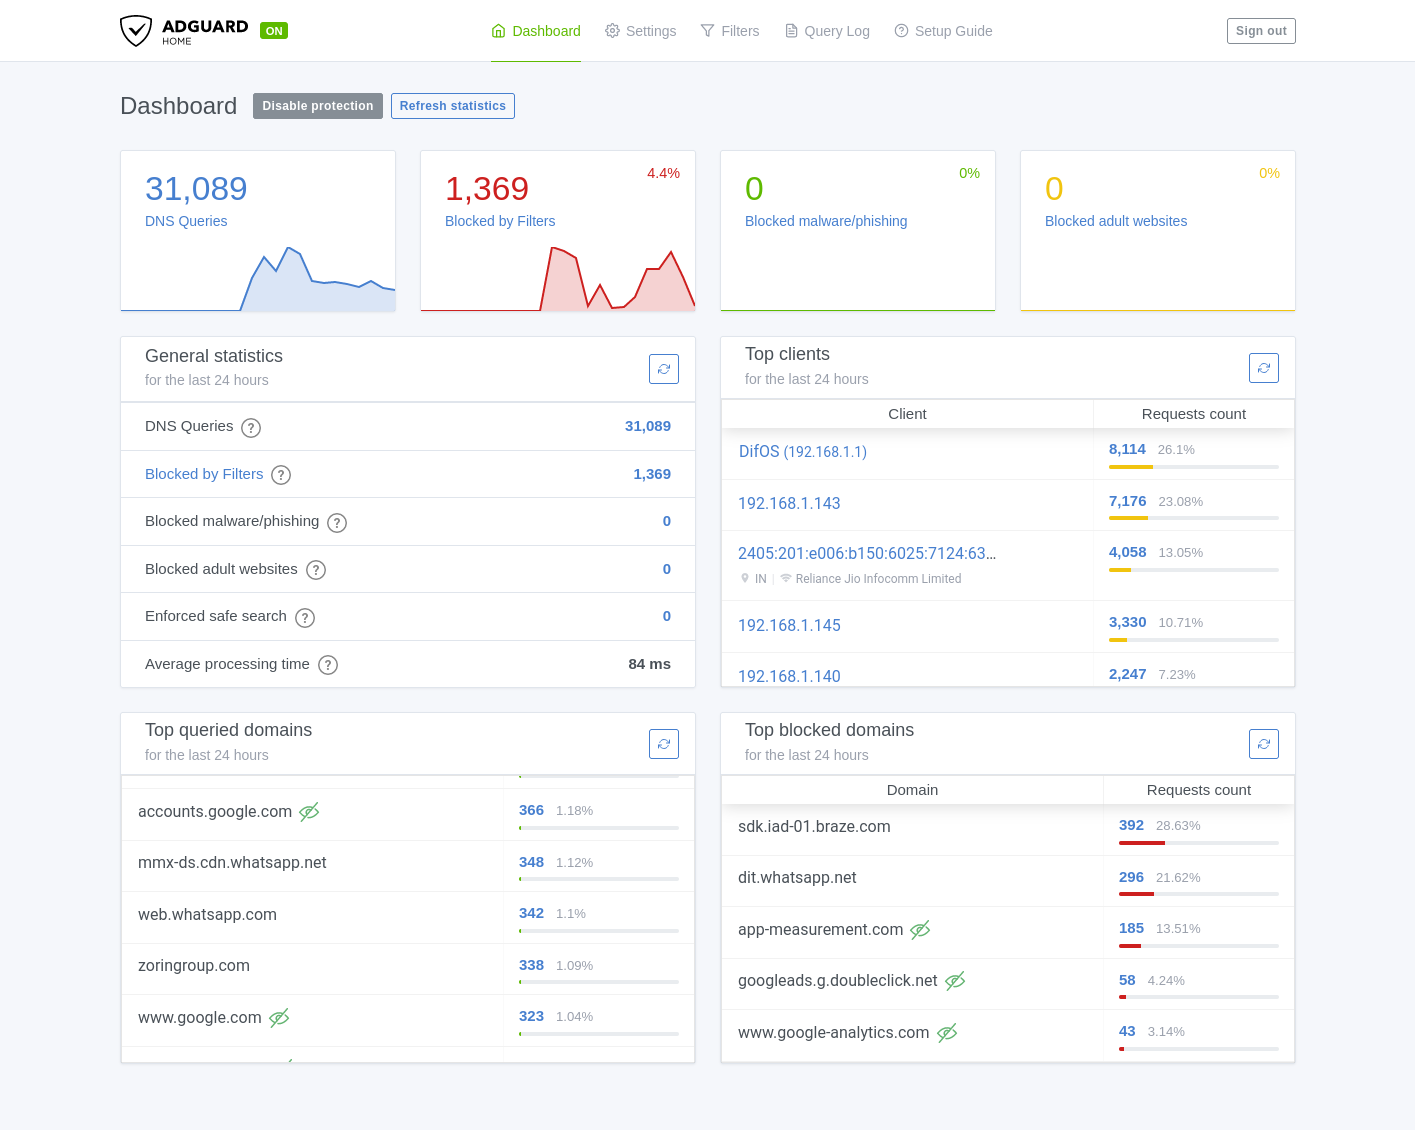 ADGUARD
HOME
ON
Dashboard
Settings
Filters
Query Log
Setup Guide
Sign out
Dashboard
Disable protection
Refresh statistics
31,089
DNS Queries
4.4%
1,369
Blocked by Filters
0%
0
Blocked malware/phishing
0%
0
Blocked adult websites
General statistics
for the last 24 hours
DNS Queries ? 31,089
Blocked by Filters ? 1,369
Blocked malware/phishing ? 0
Blocked adult websites ? 0
Enforced safe search ? 0
Average processing time ? 84 ms
Top clients
for the last 24 hours
Client Requests count
DifOS (192.168.1.1) 8,114 26.1%
192.168.1.143 7,176 23.08%
2405:201:e006:b150:6025:7124:63... 4,058 13.05%
IN | Reliance Jio Infocomm Limited
192.168.1.145 3,330 10.71%
192.168.1.140 2,247 7.23%
Top queried domains
for the last 24 hours
accounts.google.com 366 1.18%
mmx-ds.cdn.whatsapp.net 348 1.12%
web.whatsapp.com 342 1.1%
zoringroup.com 338 1.09%
www.google.com 323 1.04%
Top blocked domains
for the last 24 hours
Domain Requests count
sdk.iad-01.braze.com 392 28.63%
dit.whatsapp.net 296 21.62%
app-measurement.com 185 13.51%
googleads.g.doubleclick.net 58 4.24%
www.google-analytics.com 43 3.14%